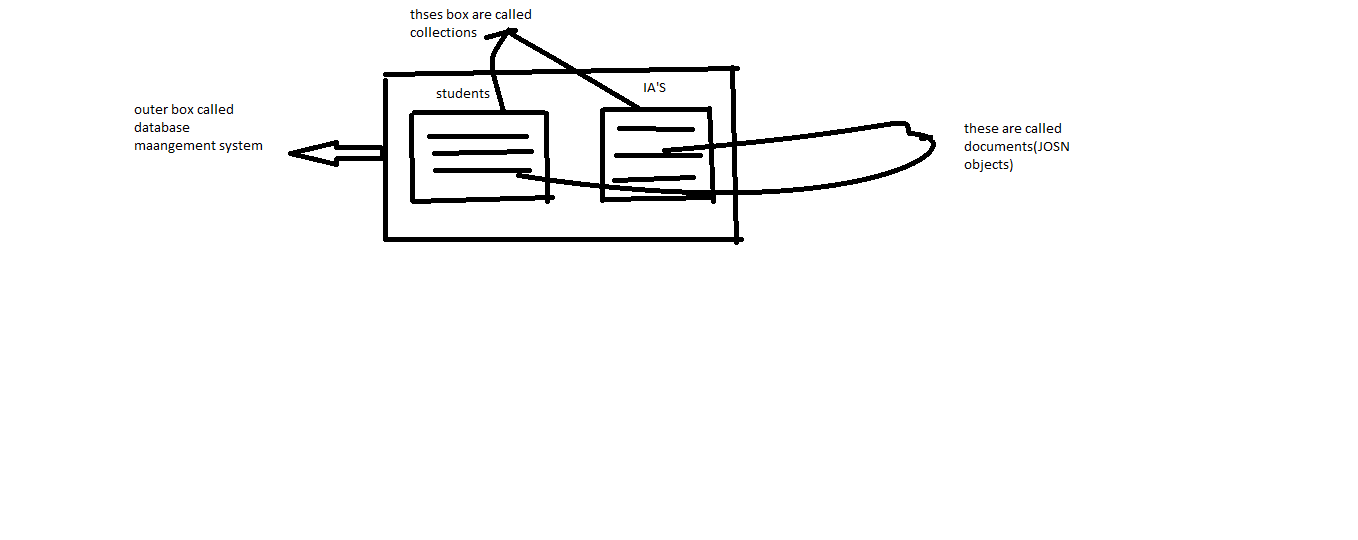 thses box are called
collections
students
IA'S
outer box called
database
maangement system
these are called
documents(JOSN
objects)